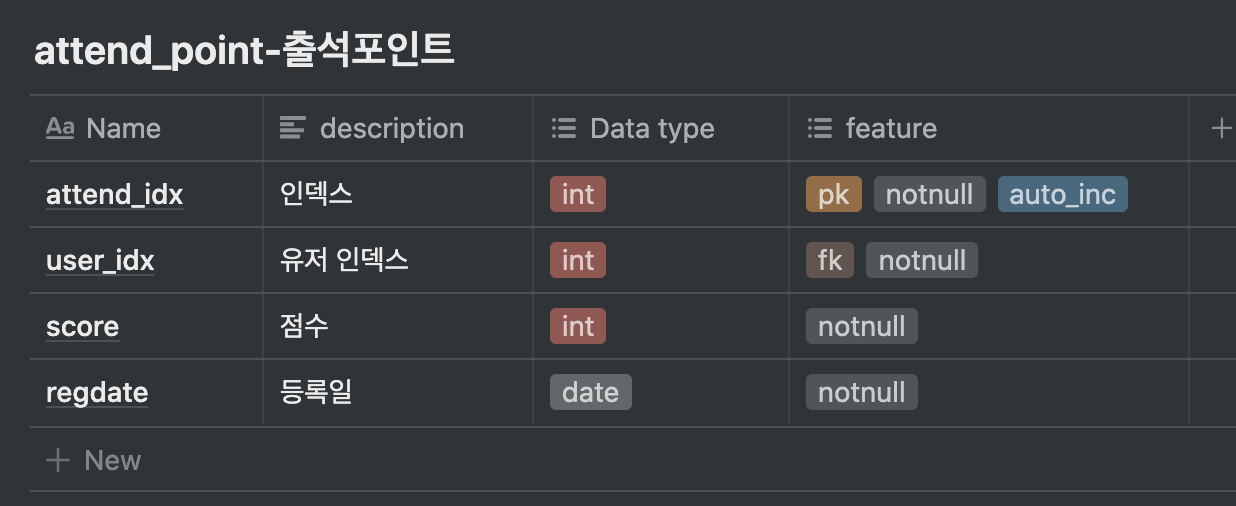 attend_point-출석포인트
Aa Name description Data type feature
attend_idx 인덱스 int pk notnull auto_inc
user_idx 유저 인덱스 int fk notnull
score 점수 int notnull
regdate 등록일 date notnull
+ New